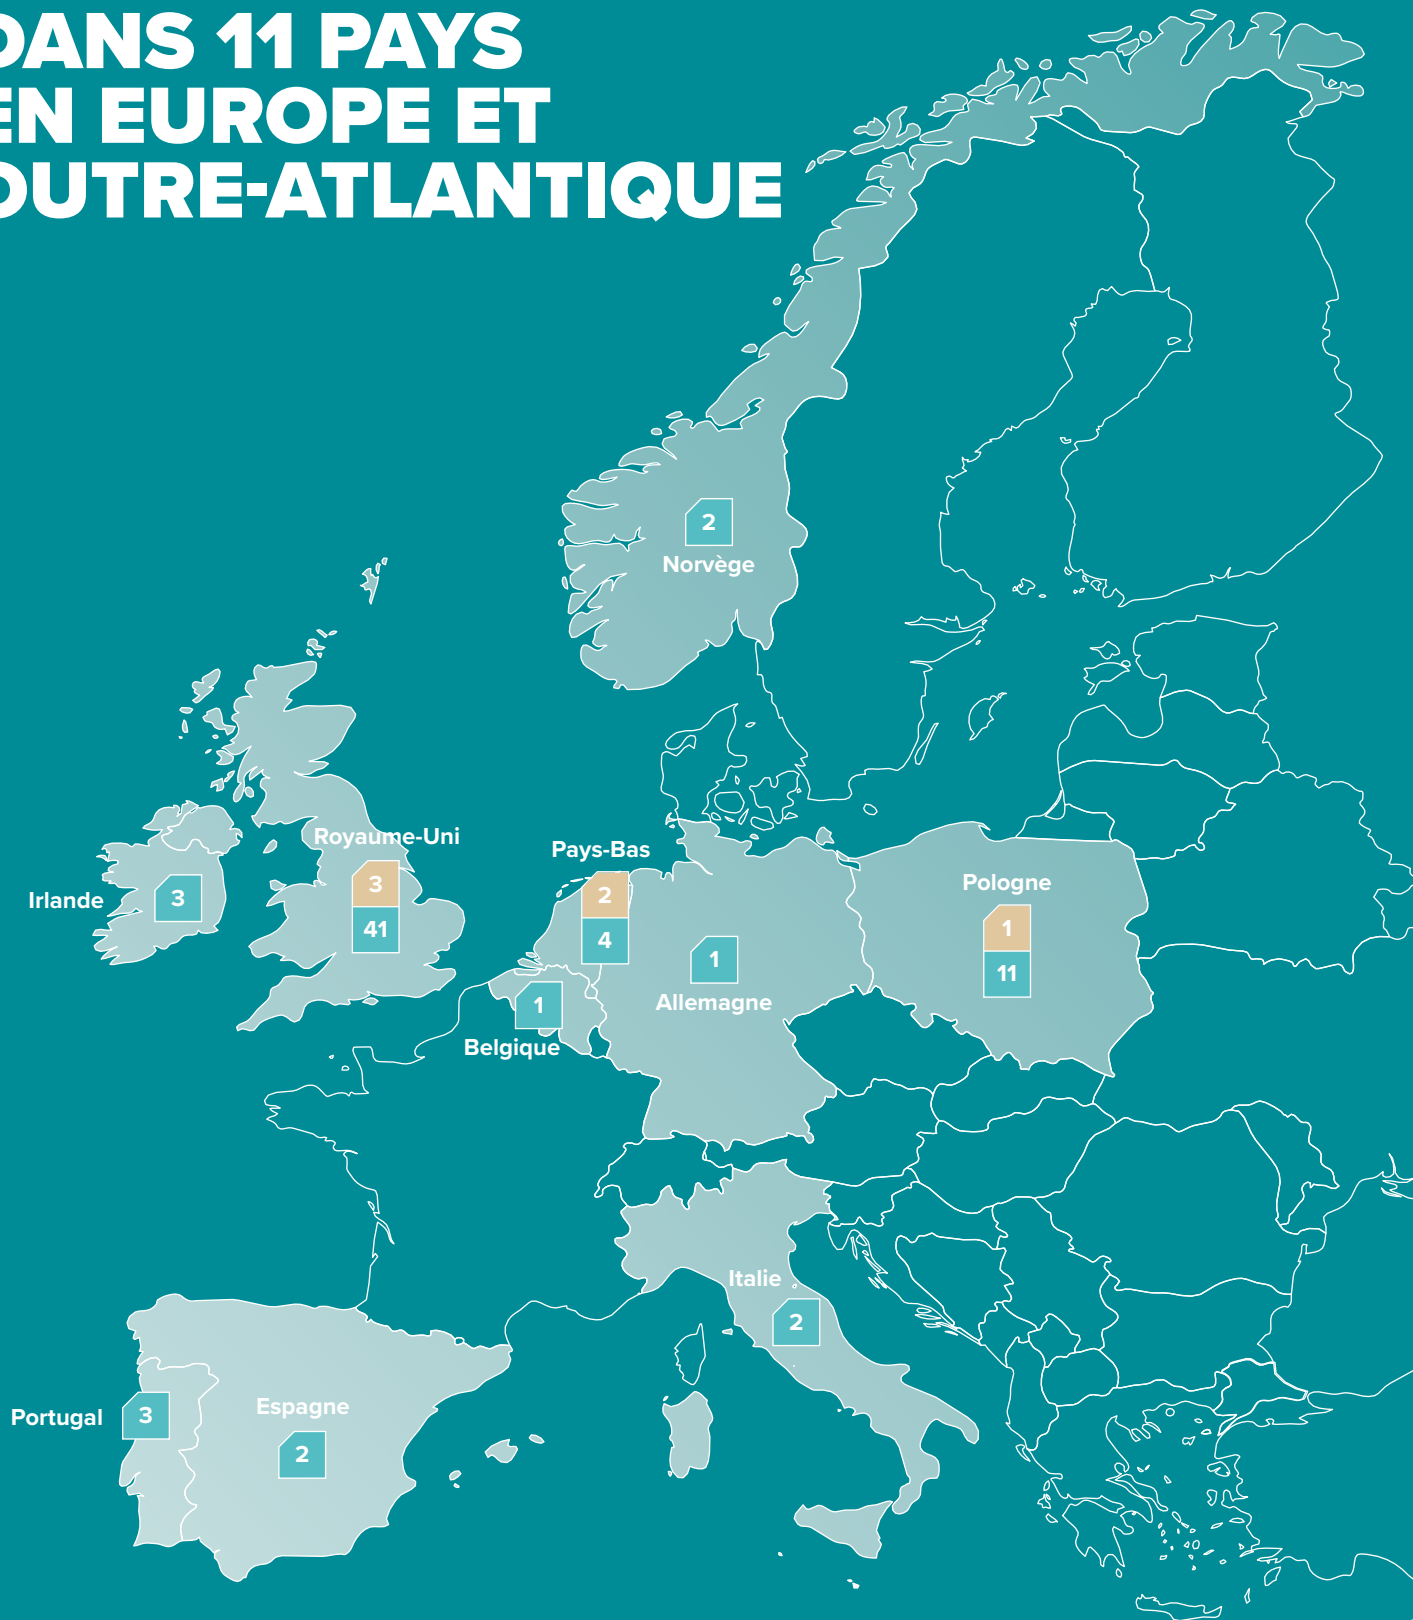 DANS 11 PAYS
EN EUROPE ET
OUTRE-ATLANTIQUE
2
Norvège
Royaume-Uni
3
41
Irlande
3
Pays-Bas
2
4
1
Allemagne
1
Belgique
Pologne
1
11
Italie
2
Portugal
3
Espagne
2